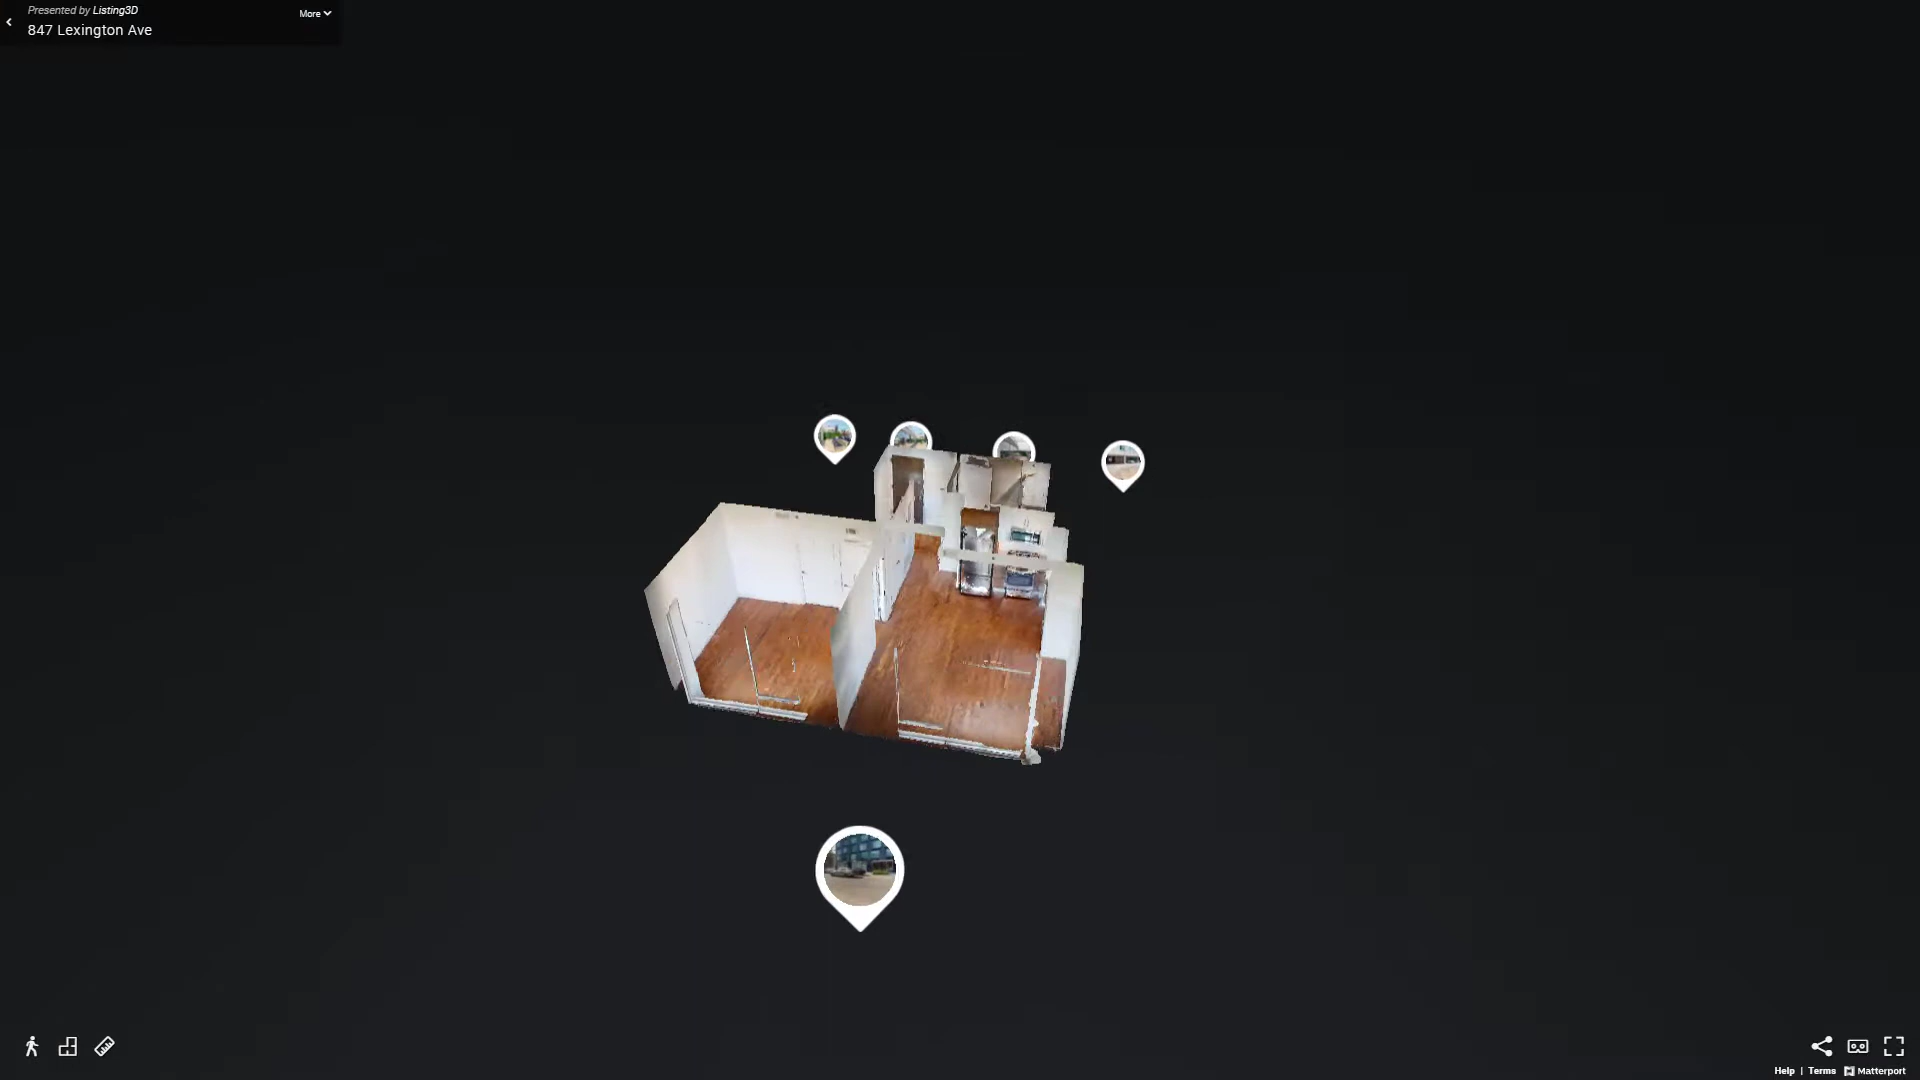 Presented by Listing3D
More
847 Lexington Ave
Help | Terms Matterport